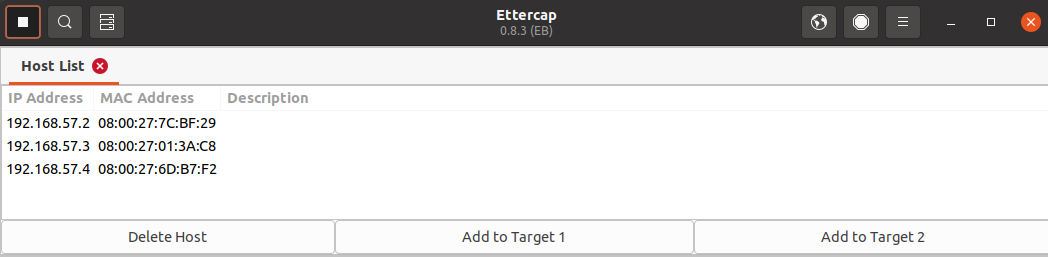 Ettercap
0.8.3 (EB)
Host List
IP Address MAC Address Description
192.168.57.2 08:00:27:7C:BF:29
192.168.57.3 08:00:27:01:3A:C8
192.168.57.4 08:00:27:6D:B7:F2
Delete Host Add to Target 1 Add to Target 2